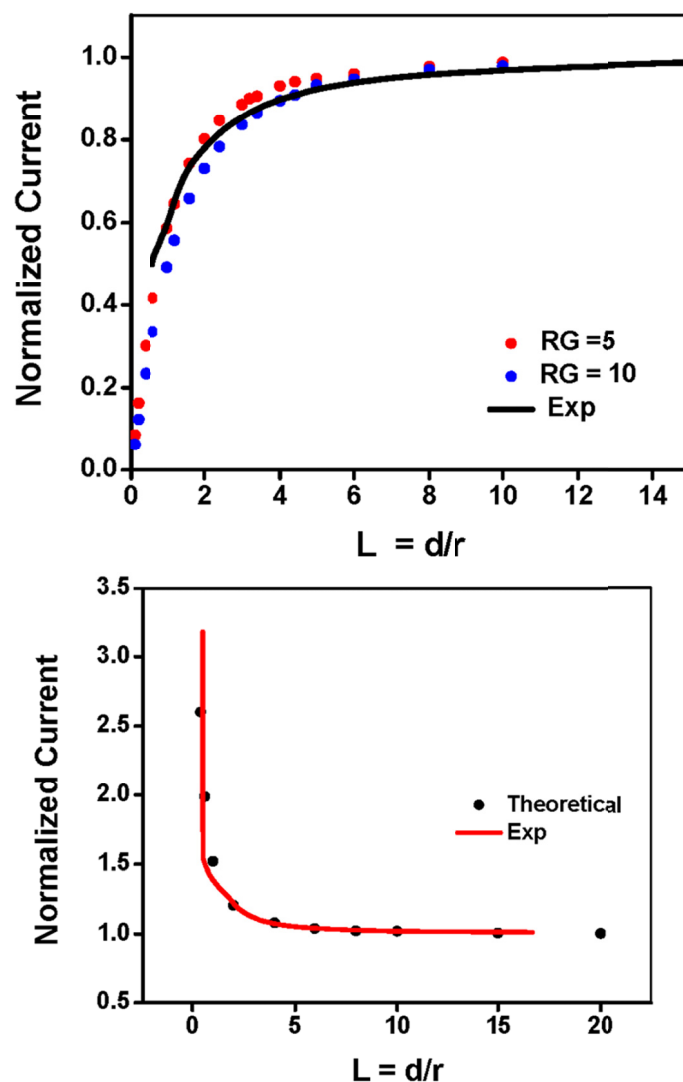 Normalized Current
1.0
0.8
0.6
0.4
0.2
0.0
RG =5
RG = 10
Exp
0 2 4 6 8 10 12 14
L = d/r
Normalized Current
3.5
3.0
2.5
2.0
1.5
1.0
0.5
Theoretical
Exp
0 5 10 15 20
L = d/r